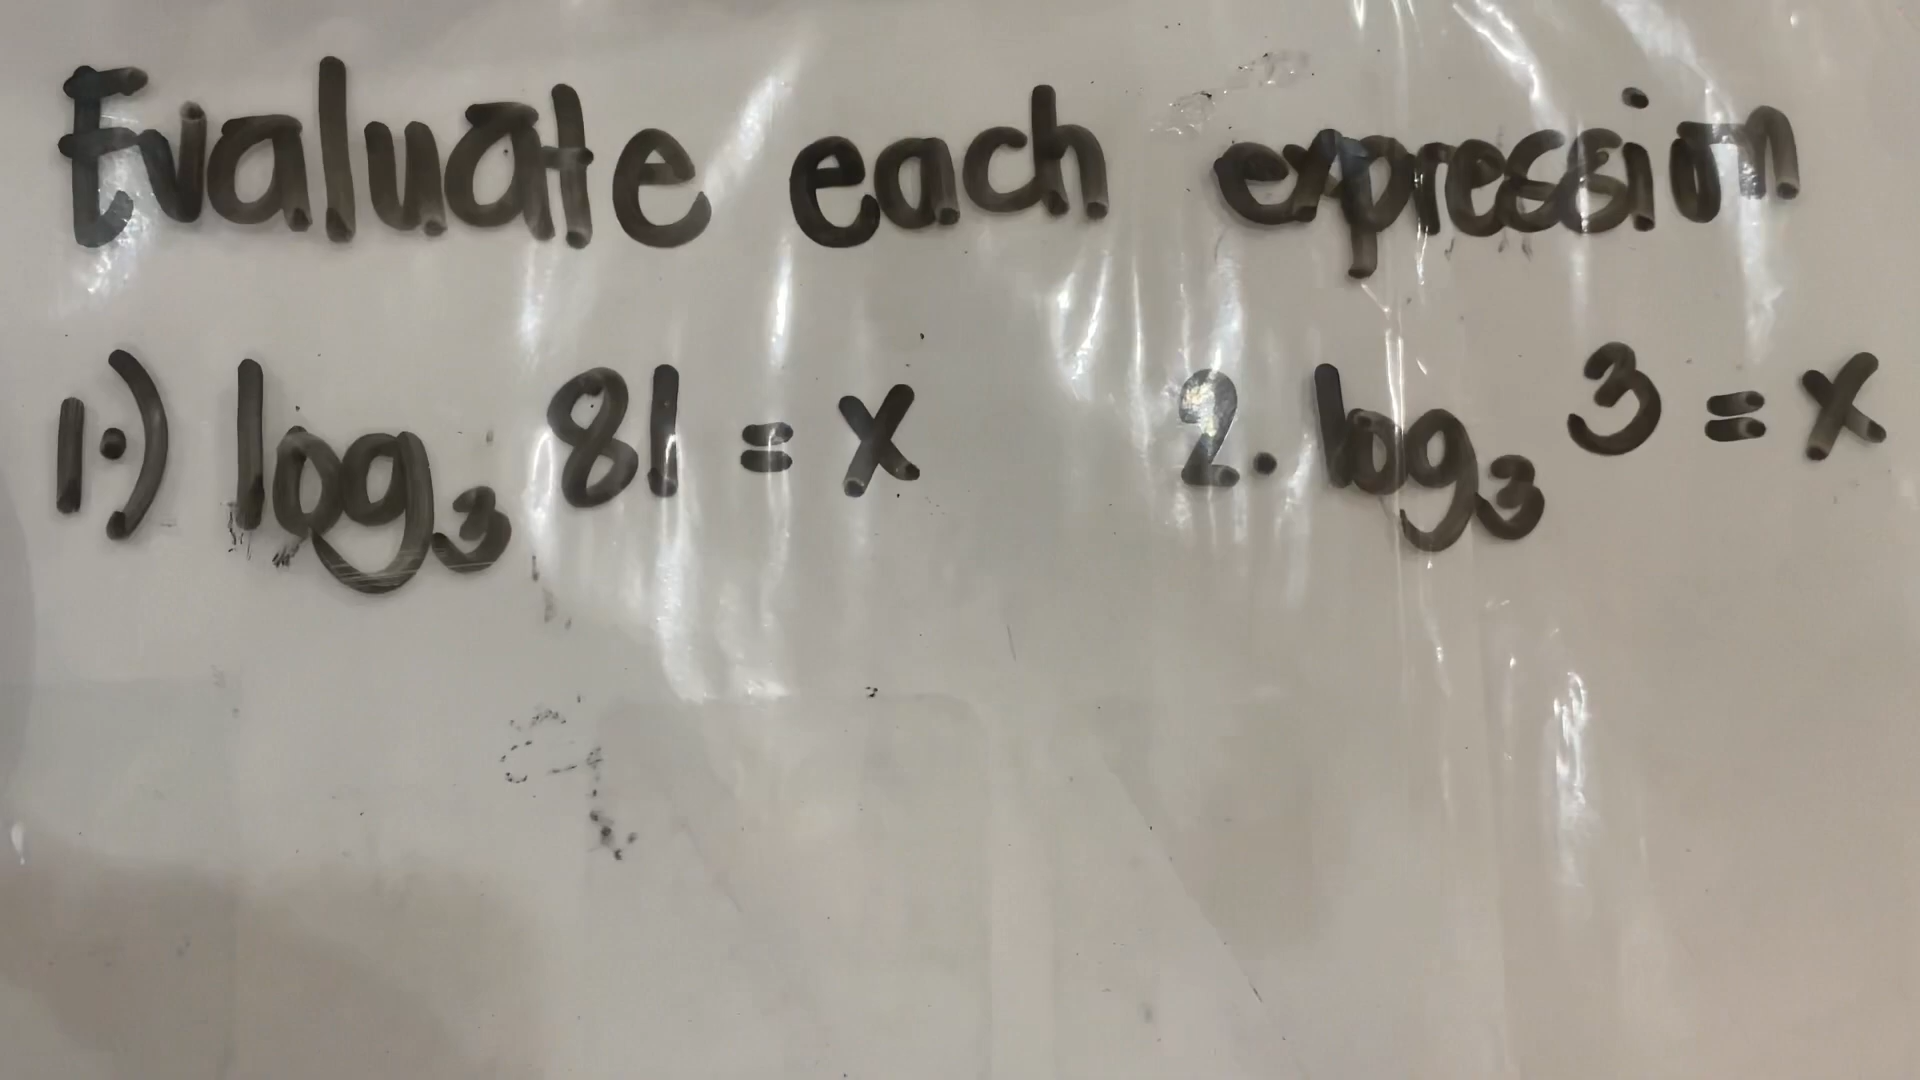 Evaluate each expression
1.) log₃ 81 = x 2. log₃ 3 = x